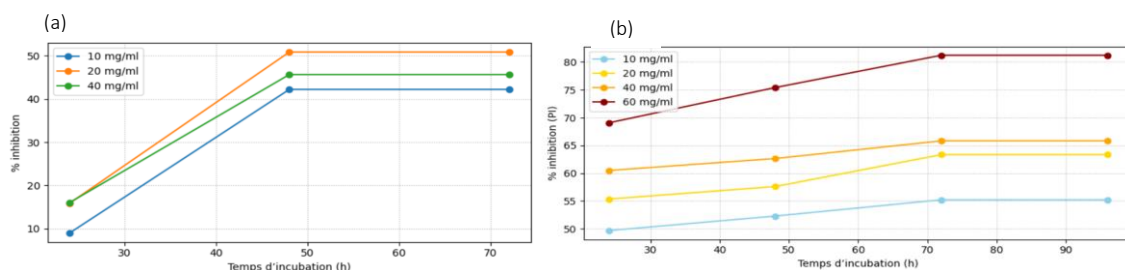 (a)
% inhibition
50
40
30
20
10
10 mg/ml
20 mg/ml
40 mg/ml
30
40
50
60
70
Temps d'incubation (h)
(b)
% inhibition (PI)
80
75
70
65
60
55
50
10 mg/ml
20 mg/ml
40 mg/ml
60 mg/ml
30
40
50
60
70
80
90
Temps d'incubation (h)